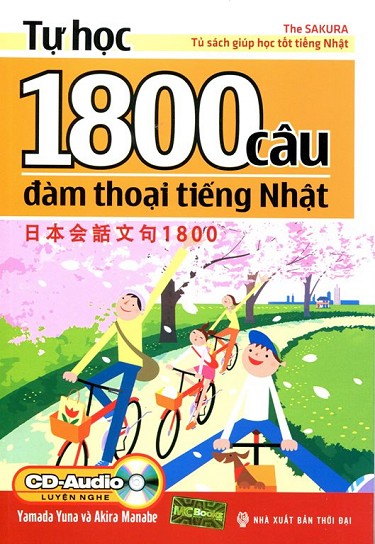 The SAKURA
Tủ sách giúp học tốt tiếng Nhật
Tự học
1800 câu
đàm thoại tiếng Nhật
日本会話文句1800
CD-Audio
LUYỆN NGHE
Yamada Yuna và Akira Manabe
MCBooks
NHÀ XUẤT BẢN THỜI ĐẠI